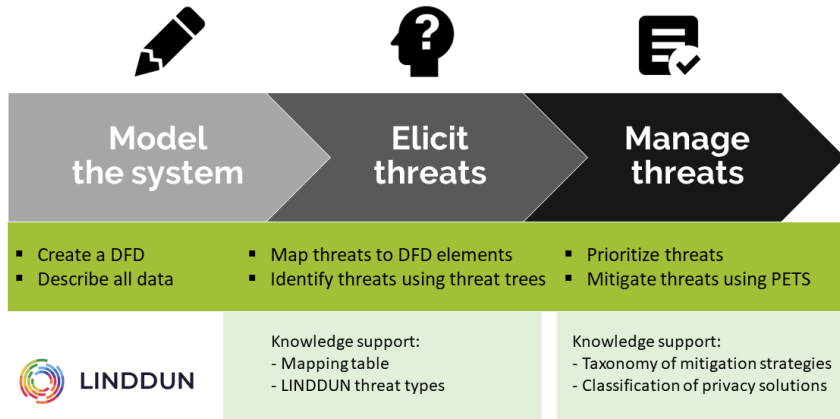 Model
the system
Elicit
threats
Manage
threats
▪ Create a DFD
▪ Describe all data
▪ Map threats to DFD elements
▪ Identify threats using threat trees
▪ Prioritize threats
▪ Mitigate threats using PETS
LINDDUN
Knowledge support:
- Mapping table
- LINDDUN threat types
Knowledge support:
- Taxonomy of mitigation strategies
- Classification of privacy solutions